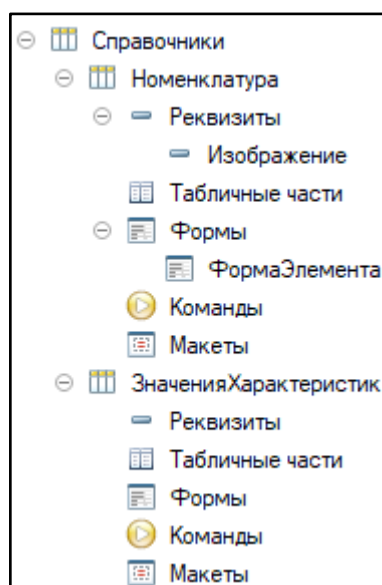 Справочники
Номенклатура
Реквизиты
Изображение
Табличные части
Формы
ФормаЭлемента
Команды
Макеты
ЗначенияХарактеристик
Реквизиты
Табличные части
Формы
Команды
Макеты